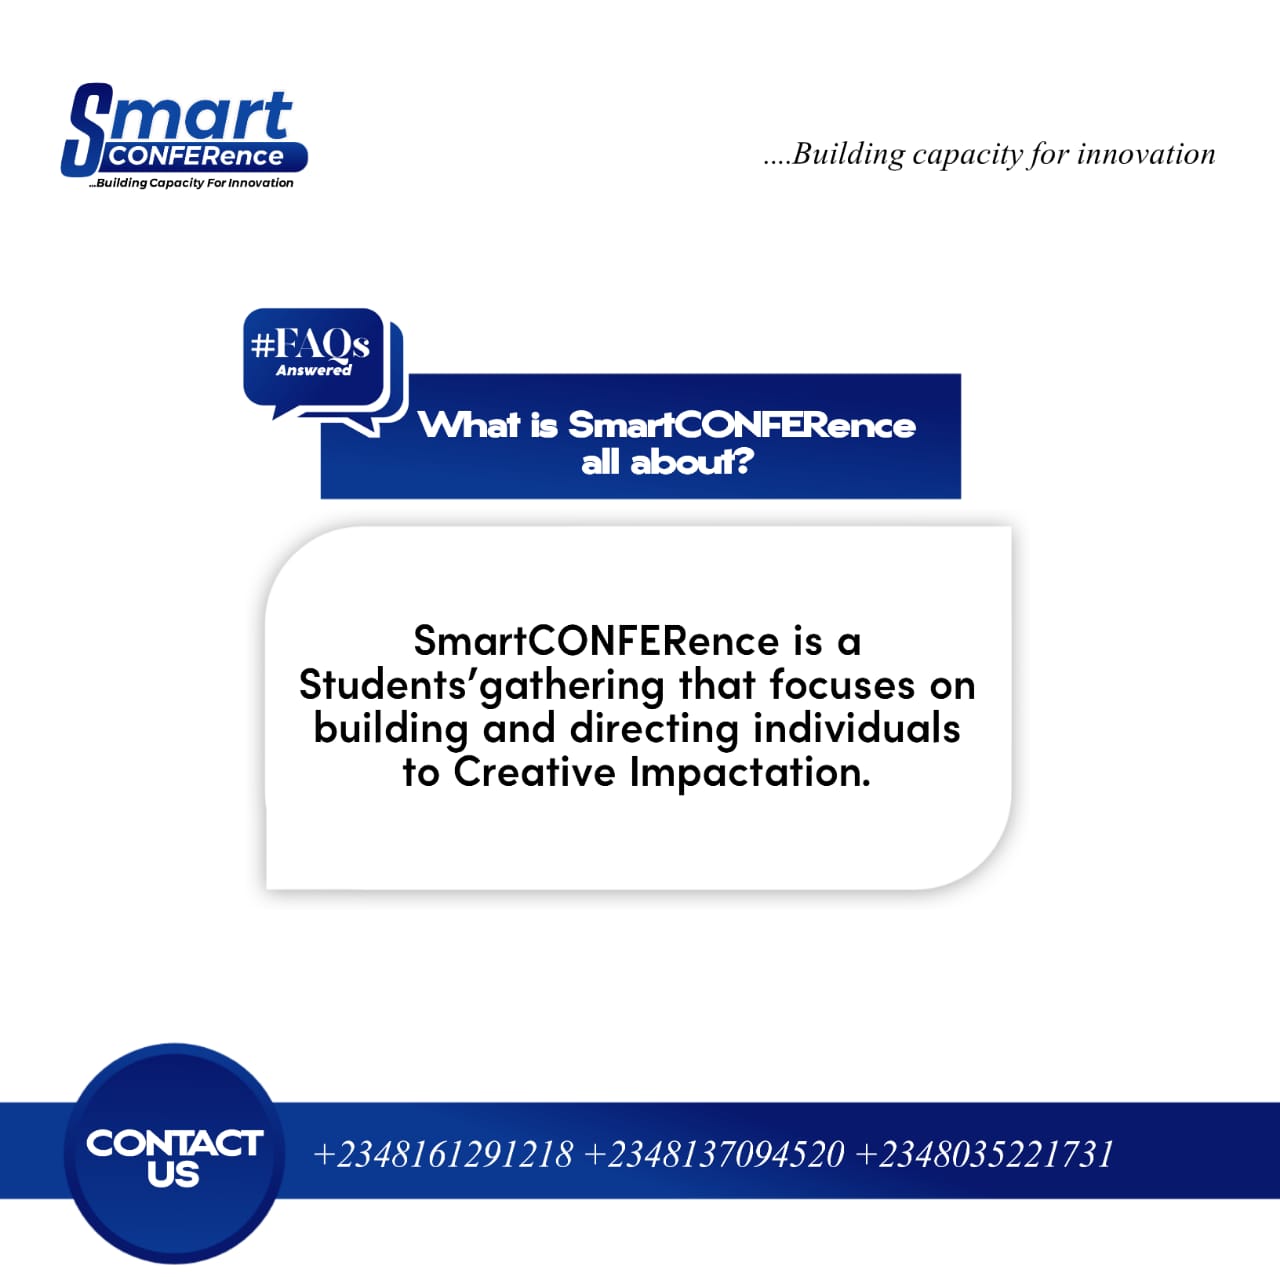 Smart
CONFERence
...Building Capacity For Innovation
....Building capacity for innovation
#FAQs
Answered
What is SmartCONFERence
all about?
SmartCONFERence is a
Students'gathering that focuses on
building and directing individuals
to Creative Impactation.
CONTACT
US
+2348161291218 +2348137094520 +2348035221731